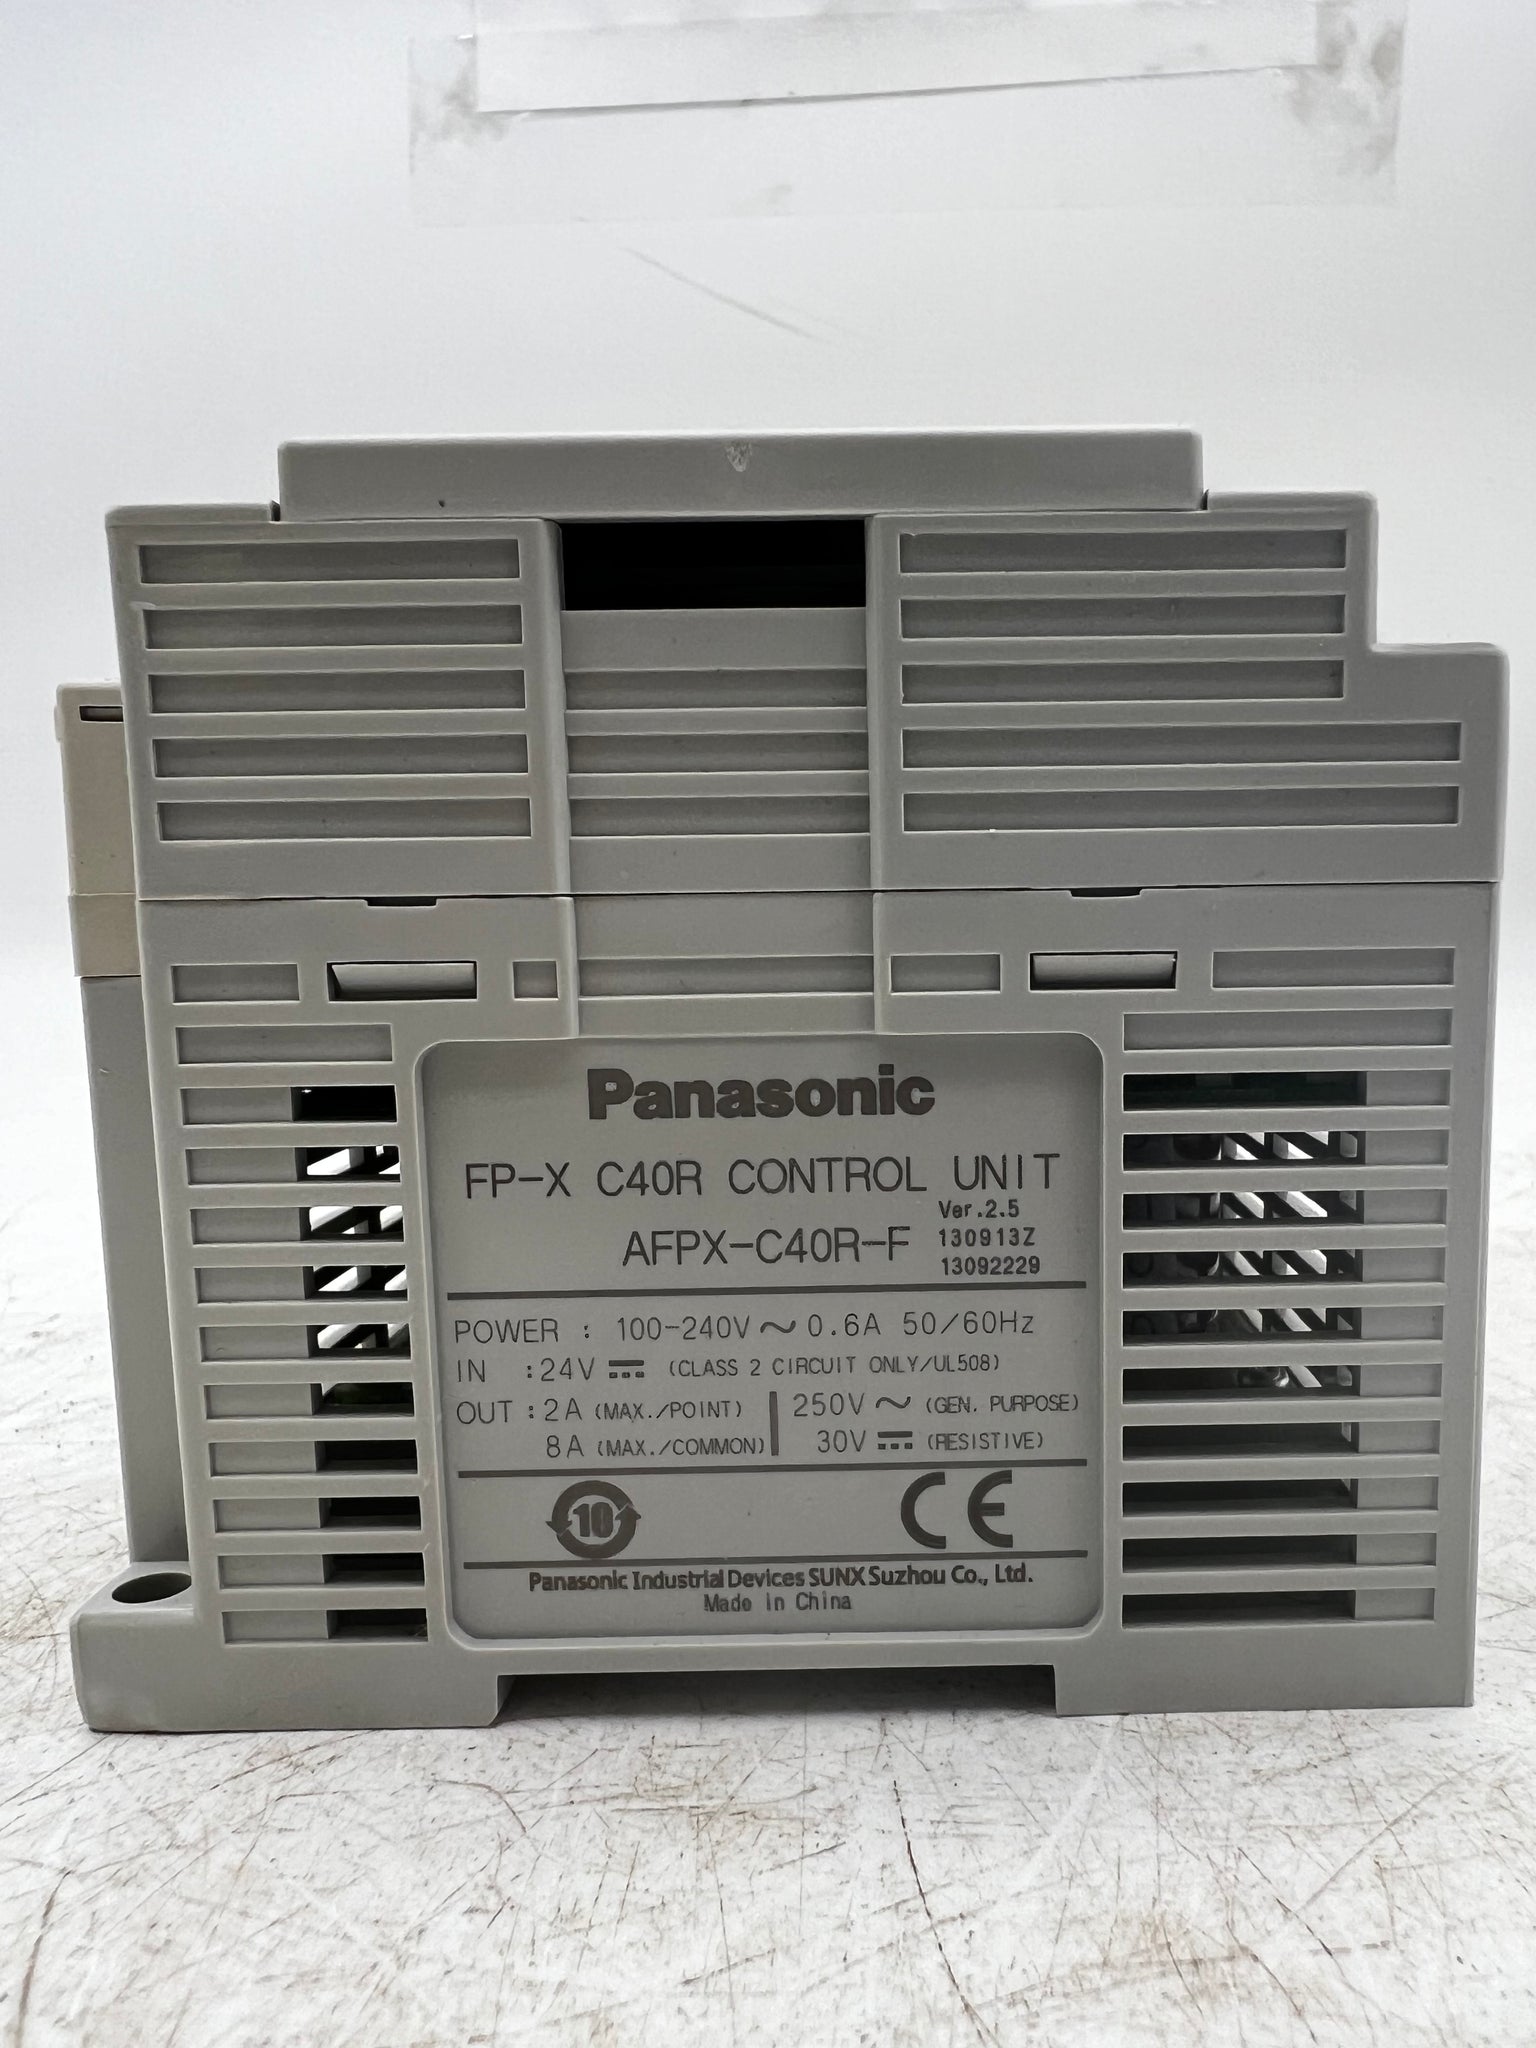 Panasonic
FP-X C40R CONTROL UNIT
Ver.2.5
AFPX-C40R-F 130913Z
13092229
POWER : 100-240V ～ 0.6A 50/60Hz
IN :24V ⎓ (CLASS 2 CIRCUIT ONLY/UL508)
OUT :2A (MAX./POINT) | 250V ～ (GEN. PURPOSE)
8A (MAX./COMMON) | 30V ⎓ (RESISTIVE)
10 CE
Panasonic Industrial Devices SUNX Suzhou Co., Ltd.
Made in China